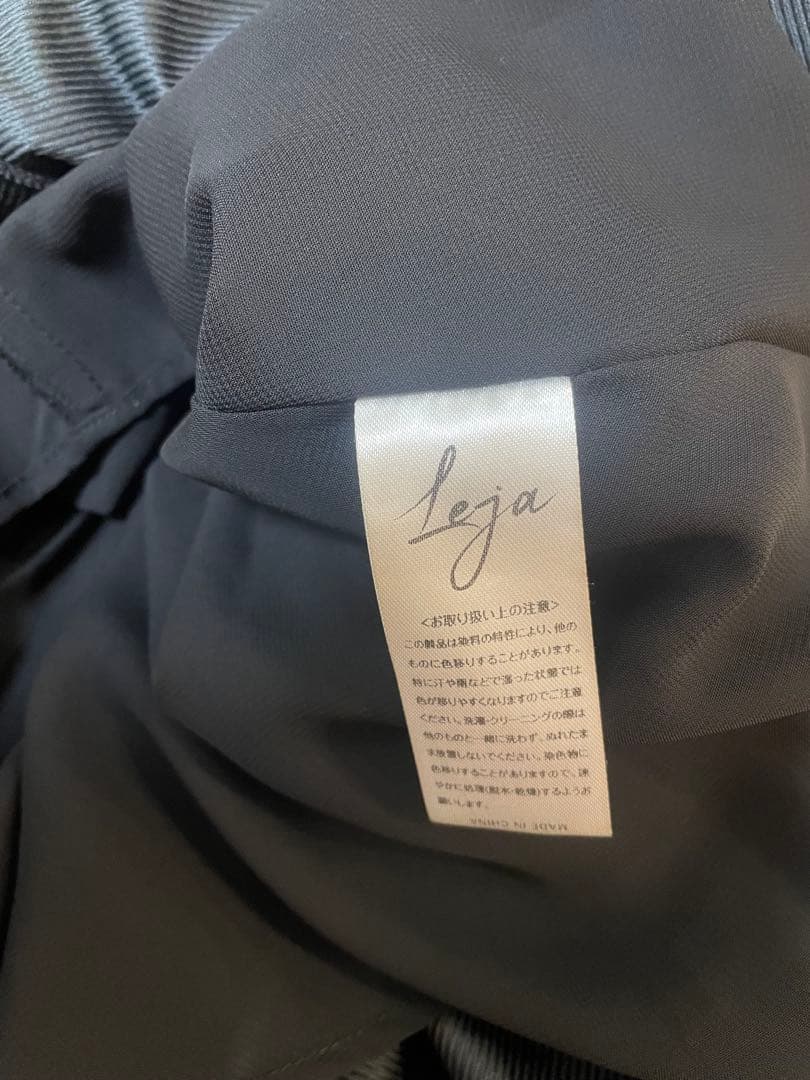 Leja
<お取り扱い上の注意>
この製品は染料の特性により、他の
ものに色移りすることがあります。
特に汗や雨などで湿った状態では
色が移りやすくなりますのでご注意
ください。洗濯・クリーニングの際は
他のものと一緒に洗わず、ぬれたま
ま放置しないでください。染色物に
色移りすることがありますので、速
やかに処理(脱水・乾燥)するようお
願いします。
MADE IN CHINA